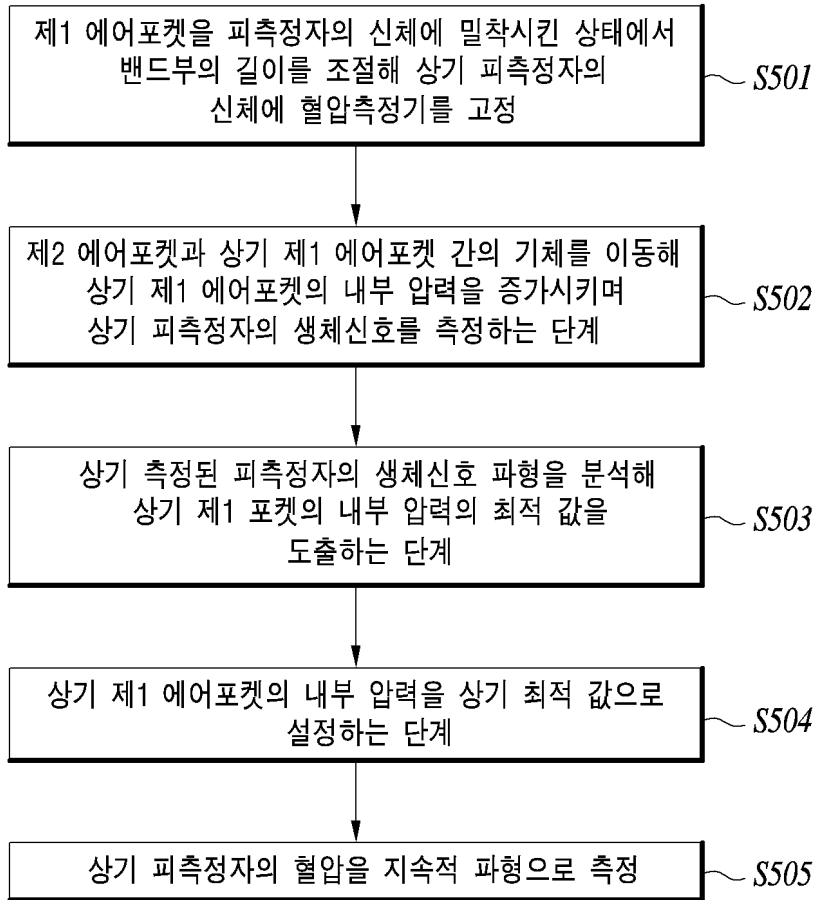 제1 에어포켓을 피측정자의 신체에 밀착시킨 상태에서
밴드부의 길이를 조절해 상기 피측정자의
신체에 혈압측정기를 고정
S501
제2 에어포켓과 상기 제1 에어포켓 간의 기체를 이동해
상기 제1 에어포켓의 내부 압력을 증가시키며
상기 피측정자의 생체신호를 측정하는 단계
S502
상기 측정된 피측정자의 생체신호 파형을 분석해
상기 제1 포켓의 내부 압력의 최적 값을
도출하는 단계
S503
상기 제1 에어포켓의 내부 압력을 상기 최적 값으로
설정하는 단계
S504
상기 피측정자의 혈압을 지속적 파형으로 측정
S505